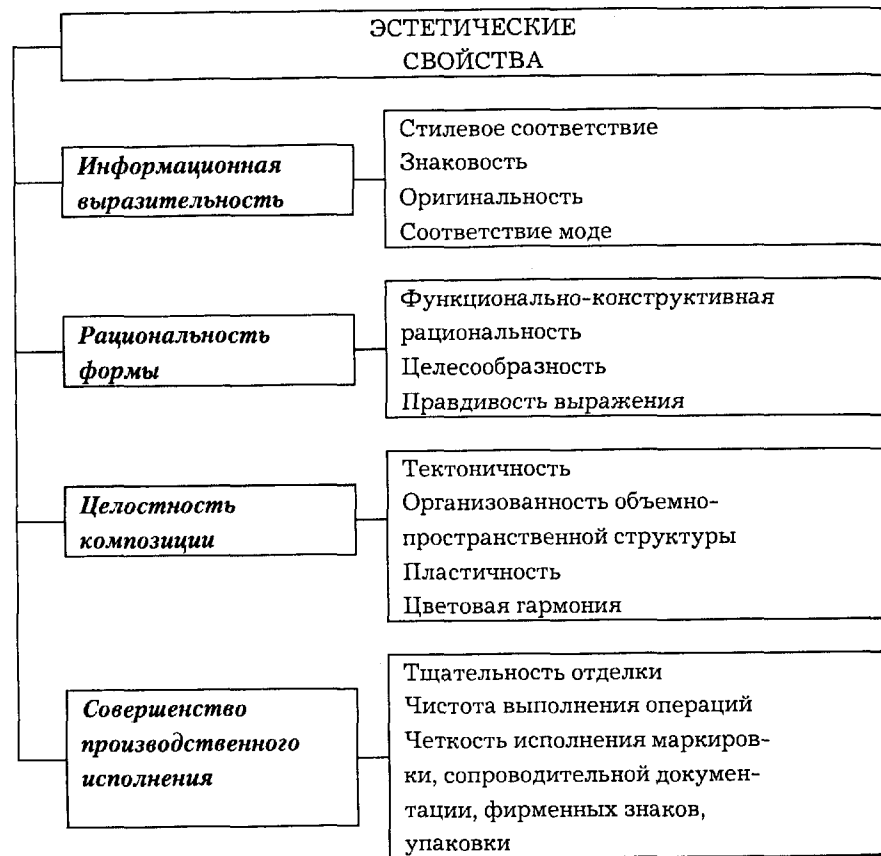 ЭСТЕТИЧЕСКИЕ
СВОЙСТВА
Информационная
выразительность
Стилевое соответствие
Знаковость
Оригинальность
Соответствие моде
Рациональность
формы
Функционально-конструктивная
рациональность
Целесообразность
Правдивость выражения
Целостность
композиции
Тектоничность
Организованность объемно-
пространственной структуры
Пластичность
Цветовая гармония
Совершенство
производственного
исполнения
Тщательность отделки
Чистота выполнения операций
Четкость исполнения маркиров-
ки, сопроводительной докумен-
тации, фирменных знаков,
упаковки